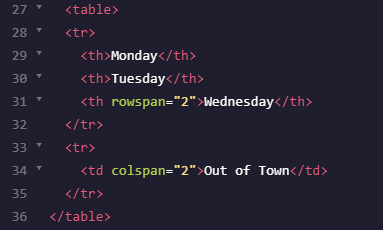 27 <table>
28 <tr>
29 <th>Monday</th>
30 <th>Tuesday</th>
31 <th rowspan="2">Wednesday</th>
32 </tr>
33 <tr>
34 <td colspan="2">Out of Town</td>
35 </tr>
36 </table>